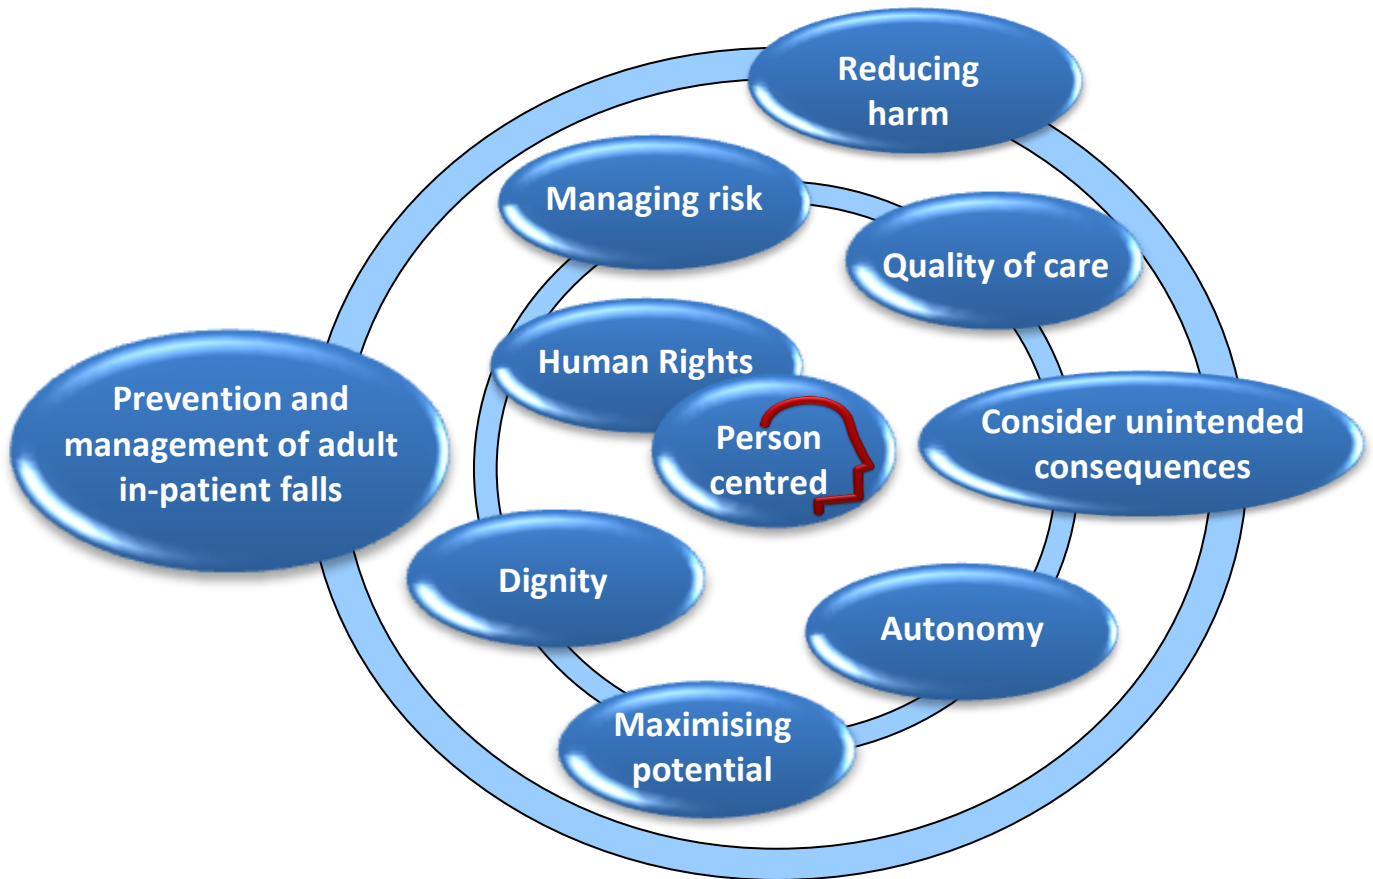 Reducing
harm
Managing risk
Quality of care
Human Rights
Prevention and
management of adult
in-patient falls
Person
centred
Consider unintended
consequences
Dignity
Autonomy
Maximising
potential